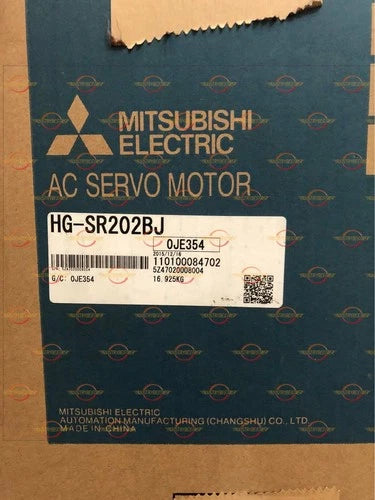 MITSUBISHI
ELECTRIC
AC SERVO MOTOR
HG-SR202BJ
0JE354
2015/12/16
110100084702
5Z47020008004
G/C: 0JE354
16.925KG
MITSUBISHI ELECTRIC
AUTOMATION MANUFACTURING (CHANGSHU) CO., LTD.
MADE IN CHINA